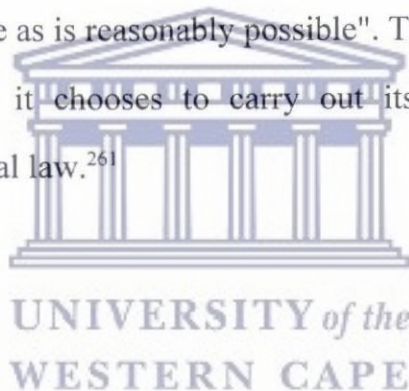 e as is reasonably possible". T
it chooses to carry out its
al law.²⁶¹
UNIVERSITY of the
WESTERN CAPE